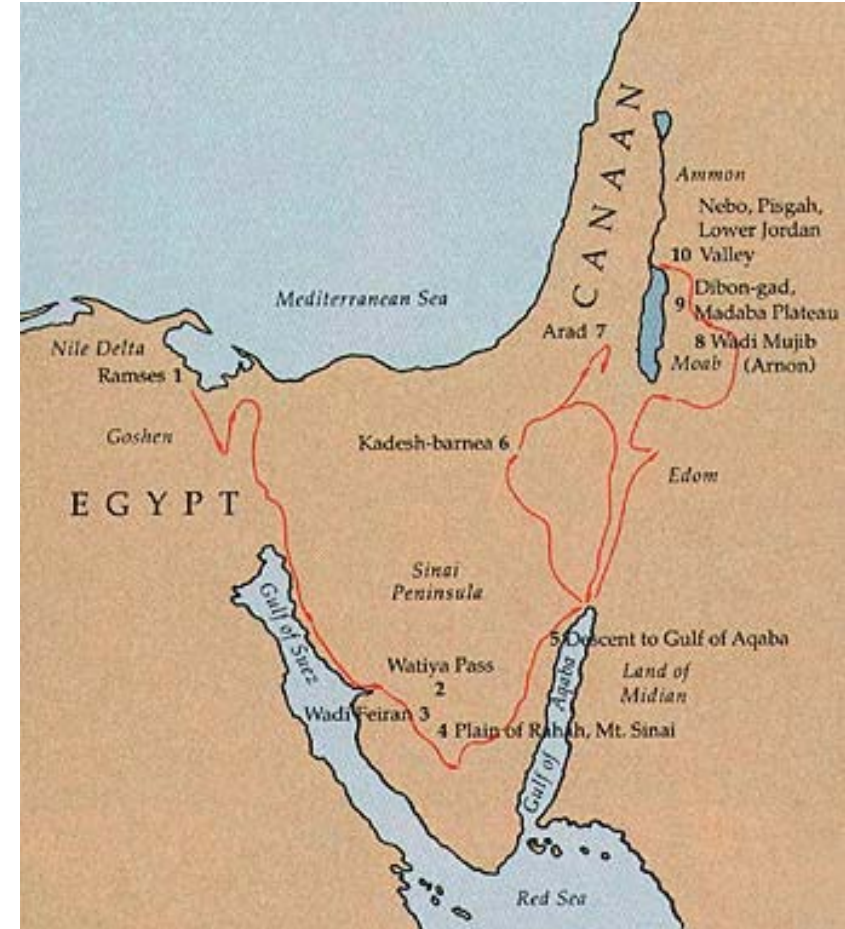 CANAAN
Ammon
Nebo, Pisgah,
Lower Jordan
10 Valley
Mediterranean Sea
9 Dibon-gad,
Madaba Plateau
Arad 7
8 Wadi Mujib
(Arnon)
Moab
Nile Delta
Ramses 1
Goshen
Kadesh-barnea 6
Edom
EGYPT
Sinai
Peninsula
Gulf of Suez
5 Descent to Gulf of Aqaba
Watiya Pass
2
Land of
Midian
Wadi Feiran 3
4 Plain of Rahah, Mt. Sinai
Gulf of Aqaba
Red Sea